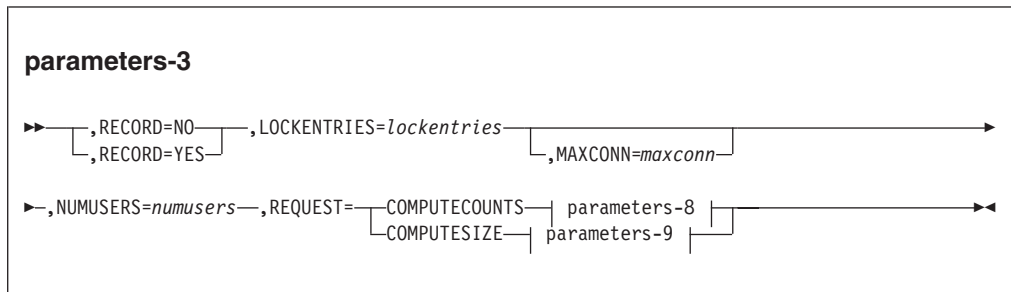 parameters-3
,RECORD=NO ,LOCKENTRIES=lockentries
,RECORD=YES ,MAXCONN=maxconn
,NUMUSERS=numusers ,REQUEST= COMPUTECOUNTS parameters-8
COMPUTESIZE parameters-9